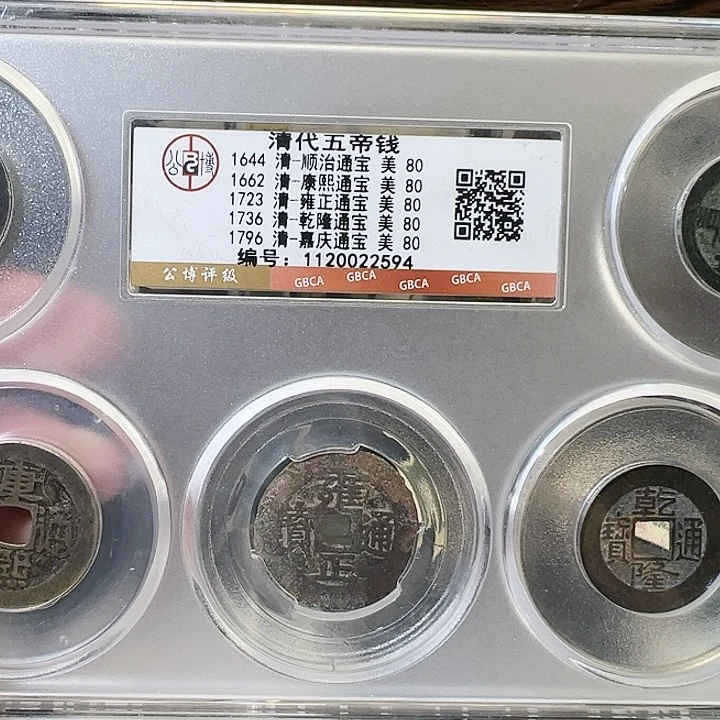 清代五帝钱
1644 清-顺治通宝 美 80
1662 清-康熙通宝 美 80
1723 清-雍正通宝 美 80
1736 清-乾隆通宝 美 80
1796 清-嘉庆通宝 美 80
编号：1120022594
公博
BG
公博评级
GBCA GBCA GBCA GBCA GBCA
雍正通寶
乾隆通寶